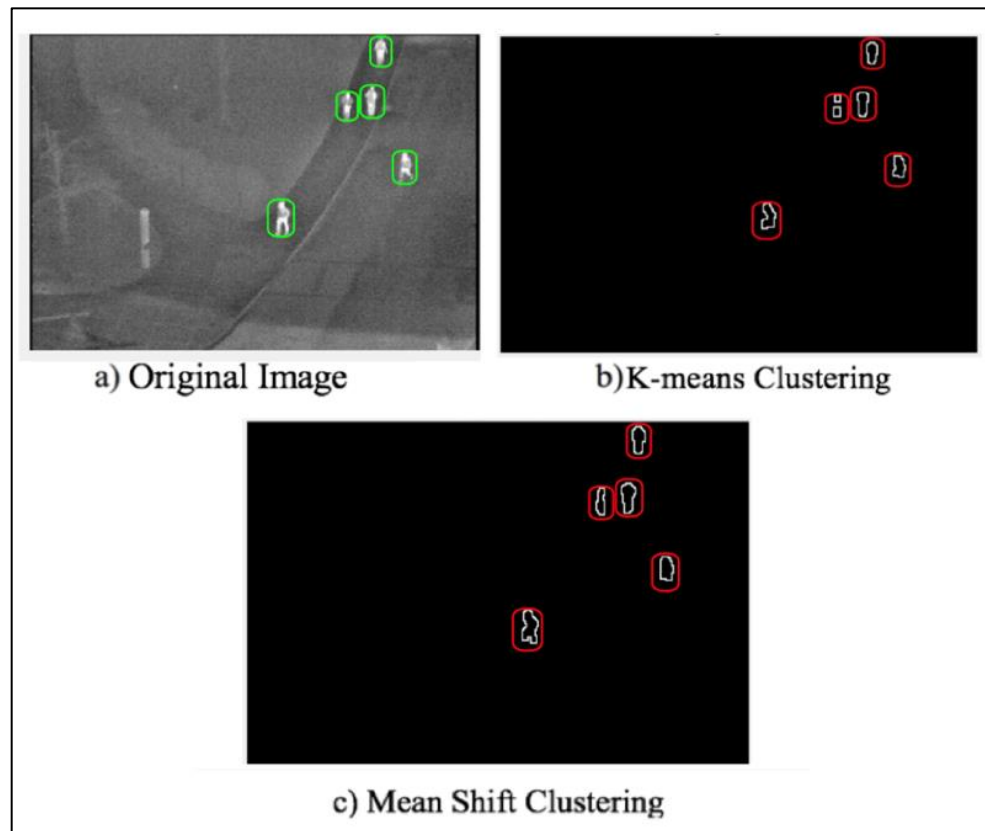 a) Original Image
b)K-means Clustering
c) Mean Shift Clustering